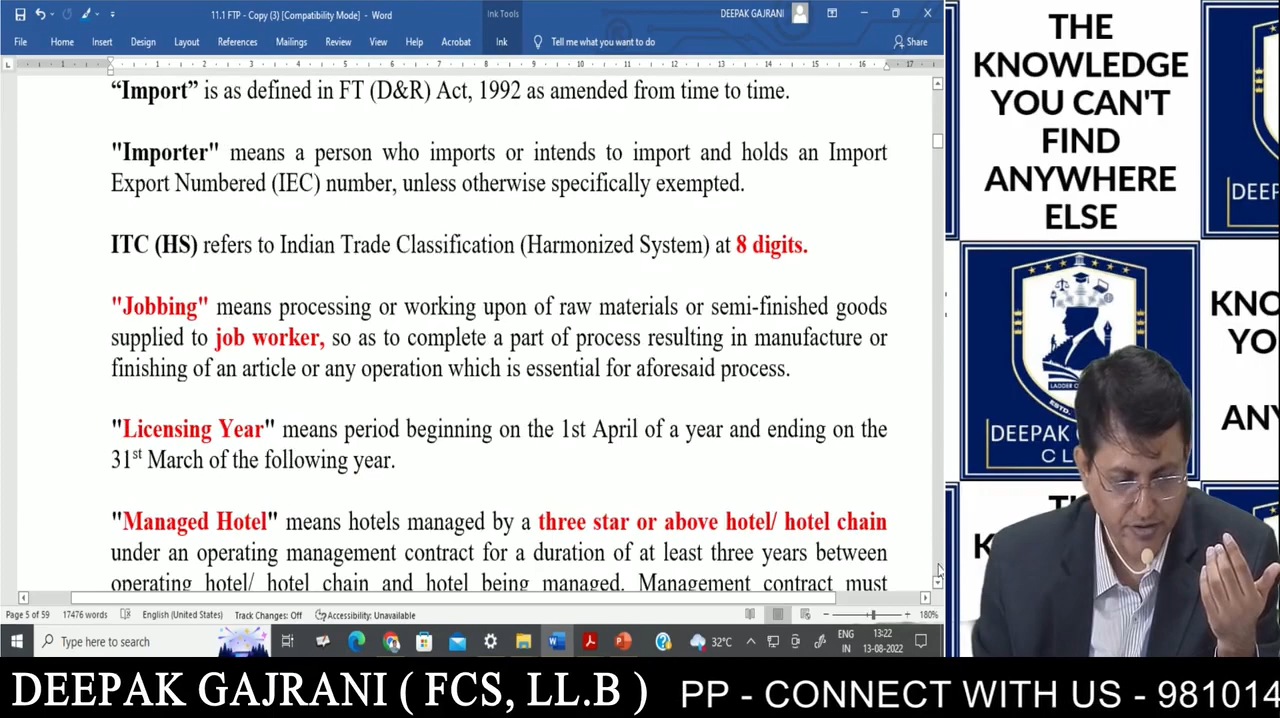 11.1 FTP - Copy (3) [Compatibility Mode] - Word
Ink Tools
DEEPAK GAJRANI
File Home Insert Design Layout References Mailings Review View Help Acrobat Ink Tell me what you want to do Share
“Import” is as defined in FT (D&R) Act, 1992 as amended from time to time.
"Importer" means a person who imports or intends to import and holds an Import
Export Numbered (IEC) number, unless otherwise specifically exempted.
ITC (HS) refers to Indian Trade Classification (Harmonized System) at 8 digits.
"Jobbing" means processing or working upon of raw materials or semi-finished goods
supplied to job worker, so as to complete a part of process resulting in manufacture or
finishing of an article or any operation which is essential for aforesaid process.
"Licensing Year" means period beginning on the 1st April of a year and ending on the
31st March of the following year.
"Managed Hotel" means hotels managed by a three star or above hotel/ hotel chain
under an operating management contract for a duration of at least three years between
operating hotel/ hotel chain and hotel being managed. Management contract must
Page 5 of 59 17476 words English (United States) Track Changes: Off Accessibility: Unavailable 180%
Type here to search
32°C
ENG
IN
13:22
13-08-2022
THE
KNOWLEDGE
YOU CAN'T
FIND
ANYWHERE
ELSE
DEEP
KNO
YO
ANY
DEEPAK
CL
TH
K
DEEPAK GAJRANI ( FCS, LL.B ) PP - CONNECT WITH US - 981014